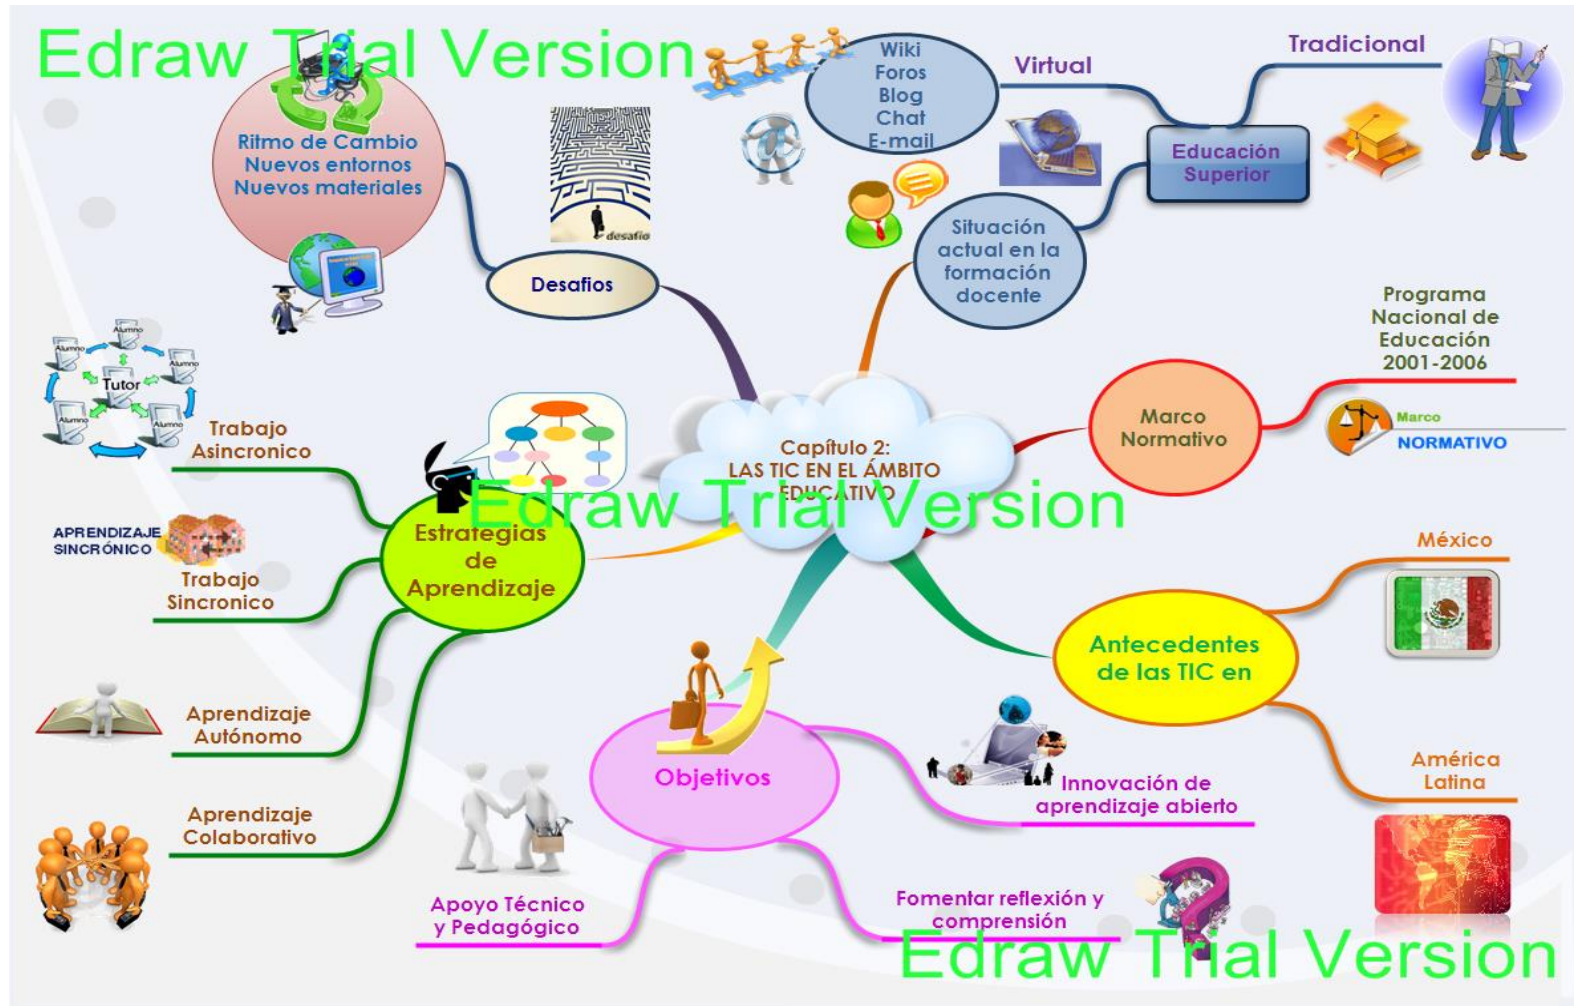 Edraw Trial Version
Ritmo de Cambio
Nuevos entornos
Nuevos materiales
desafio
Desafios
Wiki
Foros
Blog
Chat
E-mail
Virtual
Tradicional
Educación
Superior
Situación
actual en la
formación
docente
Programa
Nacional de
Educación
2001-2006
Marco
Normativo
Marco
NORMATIVO
Capítulo 2:
LAS TIC EN EL ÁMBITO
EDUCATIVO
Edraw Trial Version
Alumno
Alumno
Alumno
Tutor
Alumno
Alumno
Trabajo
Asincronico
APRENDIZAJE
SINCRÓNICO
Trabajo
Sincronico
Estrategias
de
Aprendizaje
Aprendizaje
Autónomo
Aprendizaje
Colaborativo
México
Antecedentes
de las TIC en
América
Latina
Objetivos
Innovación de
aprendizaje abierto
Apoyo Técnico
y Pedagógico
Fomentar reflexión y
comprensión
Edraw Trial Version